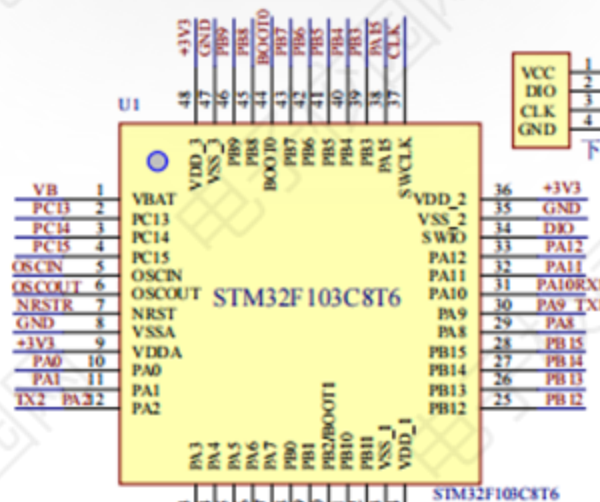 +3V3 GND PB9 PB8 BOOT0 PB7 PB6 PB5 PB4 PB3 PA15 CLK
48 47 46 45 44 43 42 41 40 39 38 37
U1
VDD_3 VSS_3 PB9 PB8 BOOT0 PB7 PB6 PB5 PB4 PB3 PA15 SWCLK
VB 1 VBAT
PC13 2 PC13
PC14 3 PC14
PC15 4 PC15
OSCIN 5 OSCIN
OSCOUT 6 OSCOUT
NRSTR 7 NRST
GND 8 VSSA
+3V3 9 VDDA
PA0 10 PA0
PA1 11 PA1
TX2 PA2 12 PA2
STM32F103C8T6
VDD_2 36 +3V3
VSS_2 35 GND
SWIO 34 DIO
PA12 33 PA12
PA11 32 PA11
PA10 31 PA10RX
PA9 30 PA9 TX
PA8 29 PA8
PB15 28 PB15
PB14 27 PB14
PB13 26 PB13
PB12 25 PB12
PA3 PA4 PA5 PA6 PA7 PB0 PB1 PB2/BOOT1 PB10 PB11 VSS_1 VDD_1
STM32F103C8T6
VCC 1
DIO 2
CLK 3
GND 4